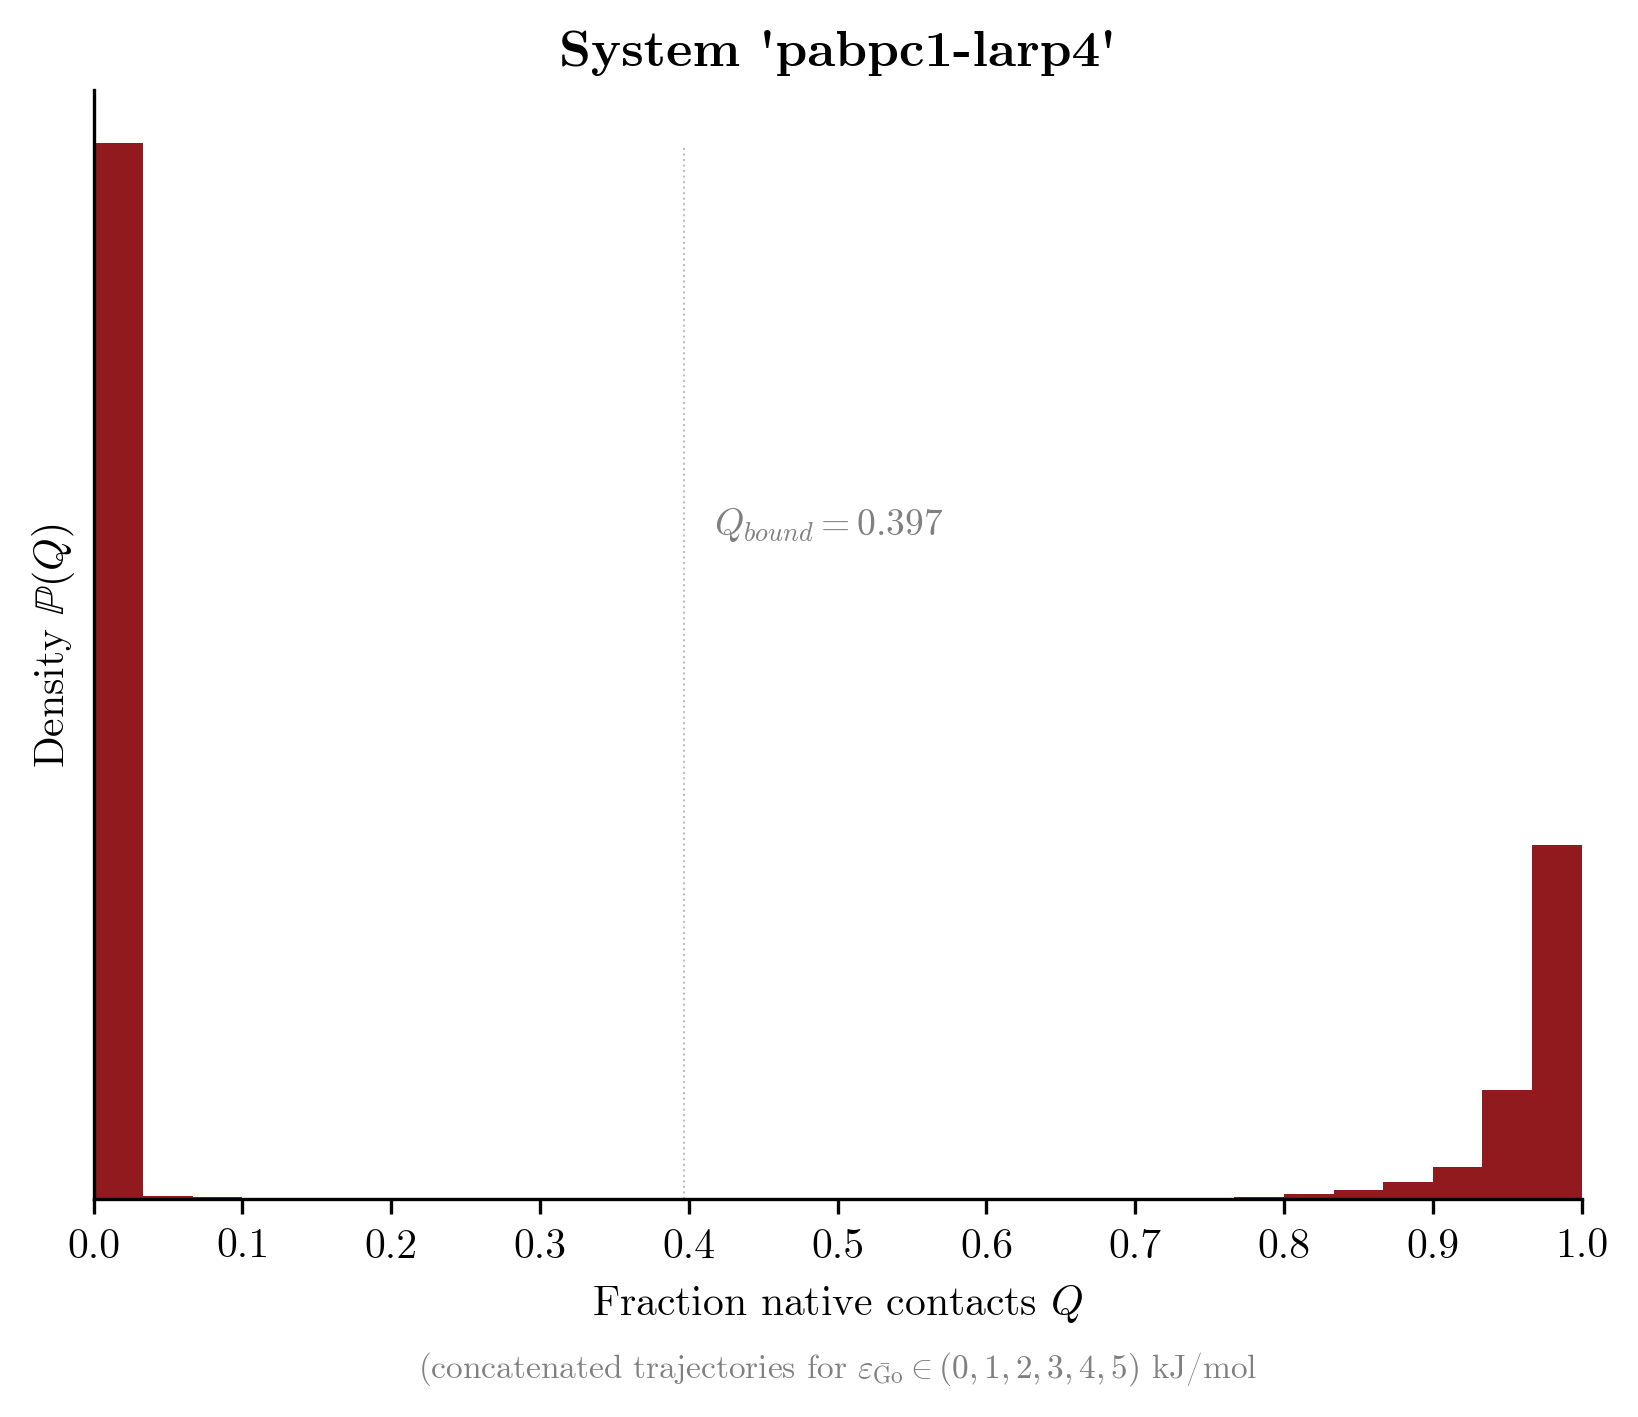 System 'pabpc1-larp4'
Density ℙ(Q)
Q_bound = 0.397
0.0 0.1 0.2 0.3 0.4 0.5 0.6 0.7 0.8 0.9 1.0
Fraction native contacts Q
(concatenated trajectories for ε_Ḡo ∈ (0, 1, 2, 3, 4, 5) kJ/mol